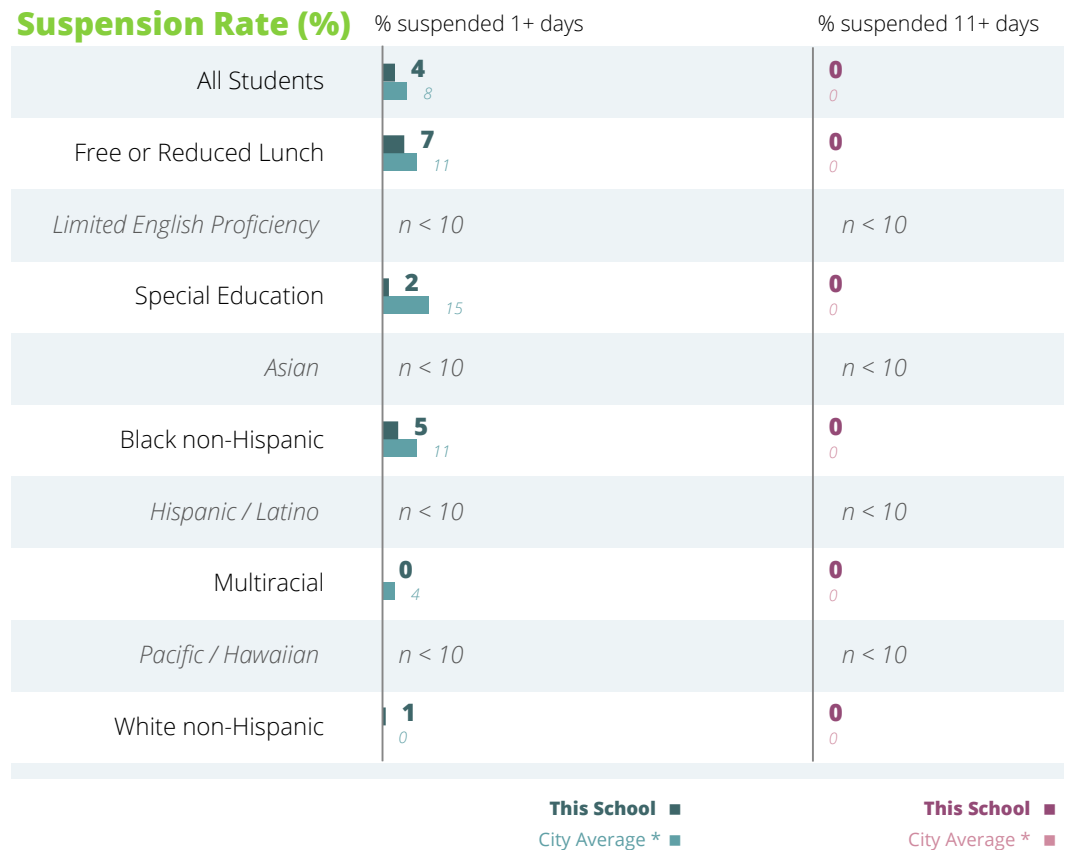 Suspension Rate (%) % suspended 1+ days % suspended 11+ days
All Students 4 0
8 0
Free or Reduced Lunch 7 0
11 0
Limited English Proficiency n < 10 n < 10
Special Education 2 0
15 0
Asian n < 10 n < 10
Black non-Hispanic 5 0
11 0
Hispanic / Latino n < 10 n < 10
Multiracial 0 0
4 0
Pacific / Hawaiian n < 10 n < 10
White non-Hispanic 1 0
0 0
This School This School
City Average * City Average *